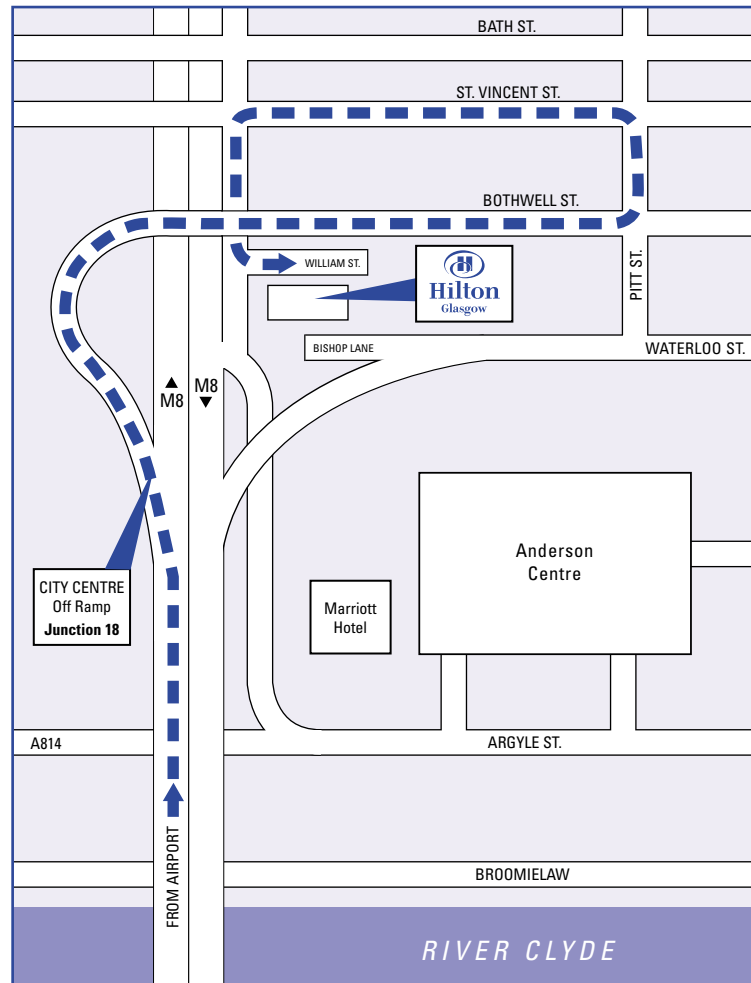 BATH ST.
ST. VINCENT ST.
BOTHWELL ST.
WILLIAM ST.
H
Hilton
Glasgow
PITT ST.
BISHOP LANE
WATERLOO ST.
M8
M8
CITY CENTRE
Off Ramp
Junction 18
Anderson
Centre
Marriott
Hotel
A814
ARGYLE ST.
FROM AIRPORT
BROOMIELAW
RIVER CLYDE